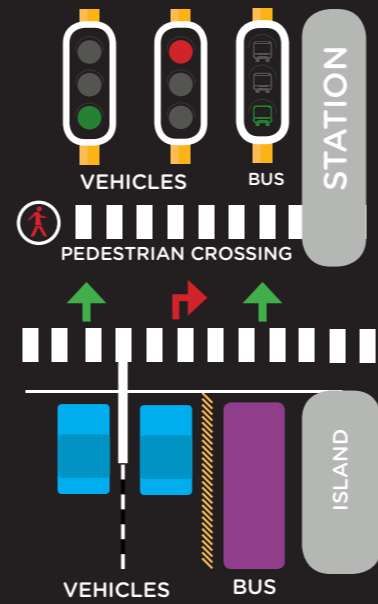 STATION
VEHICLES
BUS
PEDESTRIAN CROSSING
ISLAND
VEHICLES
BUS